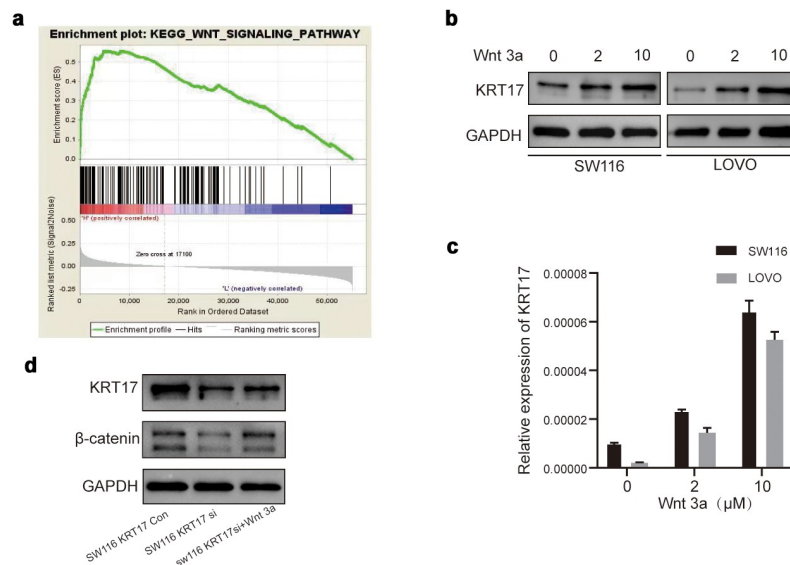 a
Enrichment plot: KEGG_WNT_SIGNALING_PATHWAY
Enrichment score (ES)
0.5
0.4
0.3
0.2
0.1
0.0
'H' (positively correlated)
Ranked list metric (Signal2Noise)
0.50
0.25
0.00
-0.25
Zero cross at 17100
'L' (negatively correlated)
0 10,000 20,000 30,000 40,000 50,000
Rank in Ordered Dataset
Enrichment profile Hits Ranking metric scores
b
Wnt 3a 0 2 10 0 2 10
KRT17
GAPDH
SW116 LOVO
c
SW116
LOVO
Relative expression of KRT17
0.00008
0.00006
0.00004
0.00002
0.00000
0 2 10
Wnt 3a (μM)
d
KRT17
β-catenin
GAPDH
SW116 KRT17 Con
SW116 KRT17 si
sw116 KRT17si+Wnt 3a